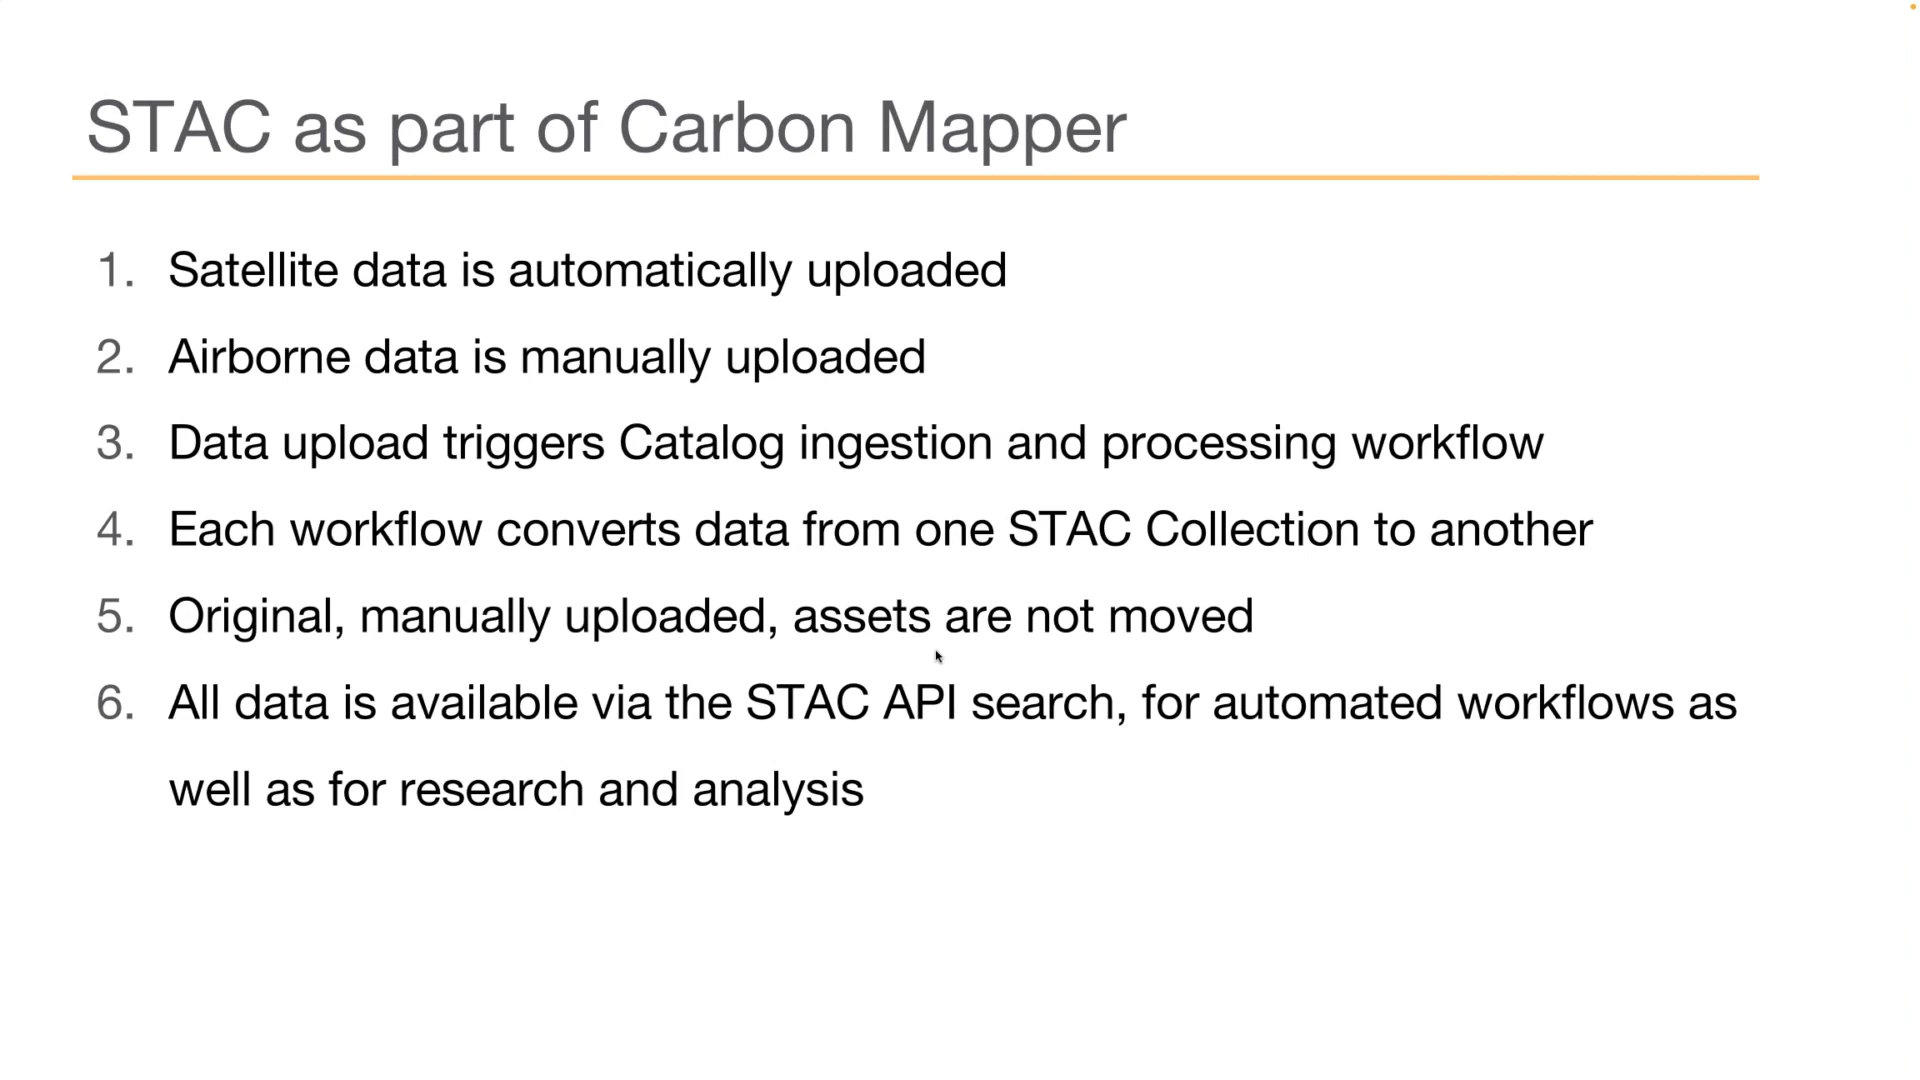 STAC as part of Carbon Mapper
1. Satellite data is automatically uploaded
2. Airborne data is manually uploaded
3. Data upload triggers Catalog ingestion and processing workflow
4. Each workflow converts data from one STAC Collection to another
5. Original, manually uploaded, assets are not moved
6. All data is available via the STAC API search, for automated workflows as
well as for research and analysis